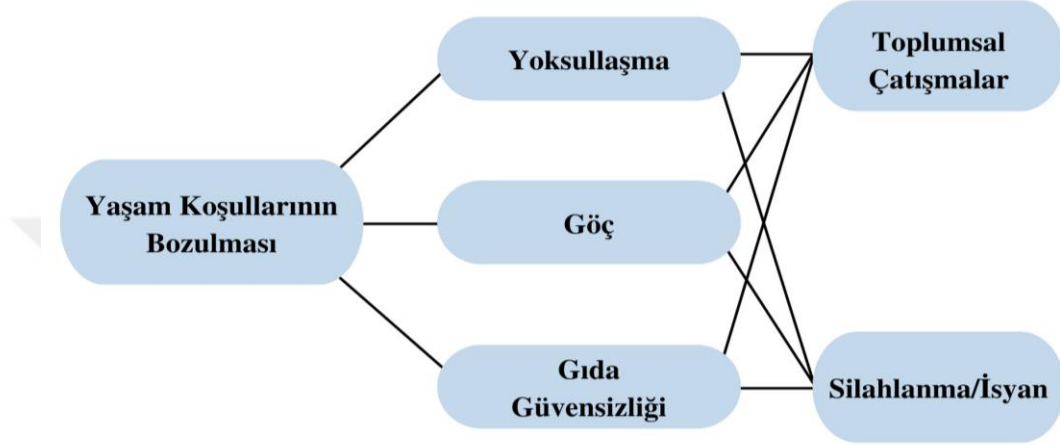 Yaşam Koşullarının
Bozulması
Yoksullaşma
Göç
Gıda
Güvensizliği
Toplumsal
Çatışmalar
Silahlanma/İsyan